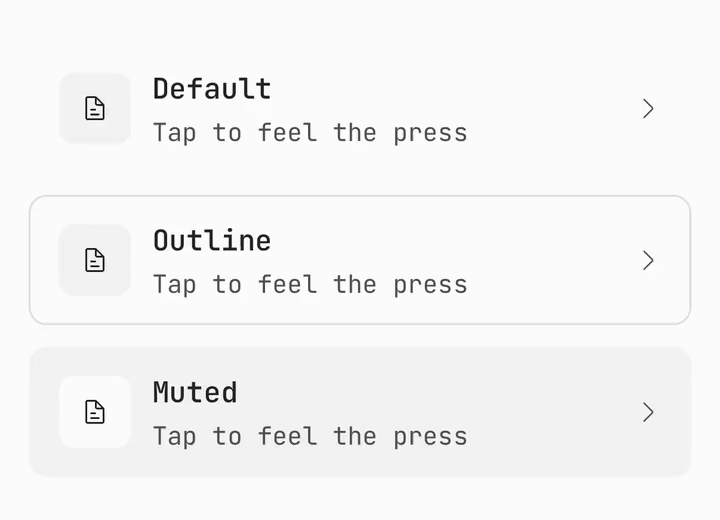 Default
Tap to feel the press
Outline
Tap to feel the press
Muted
Tap to feel the press